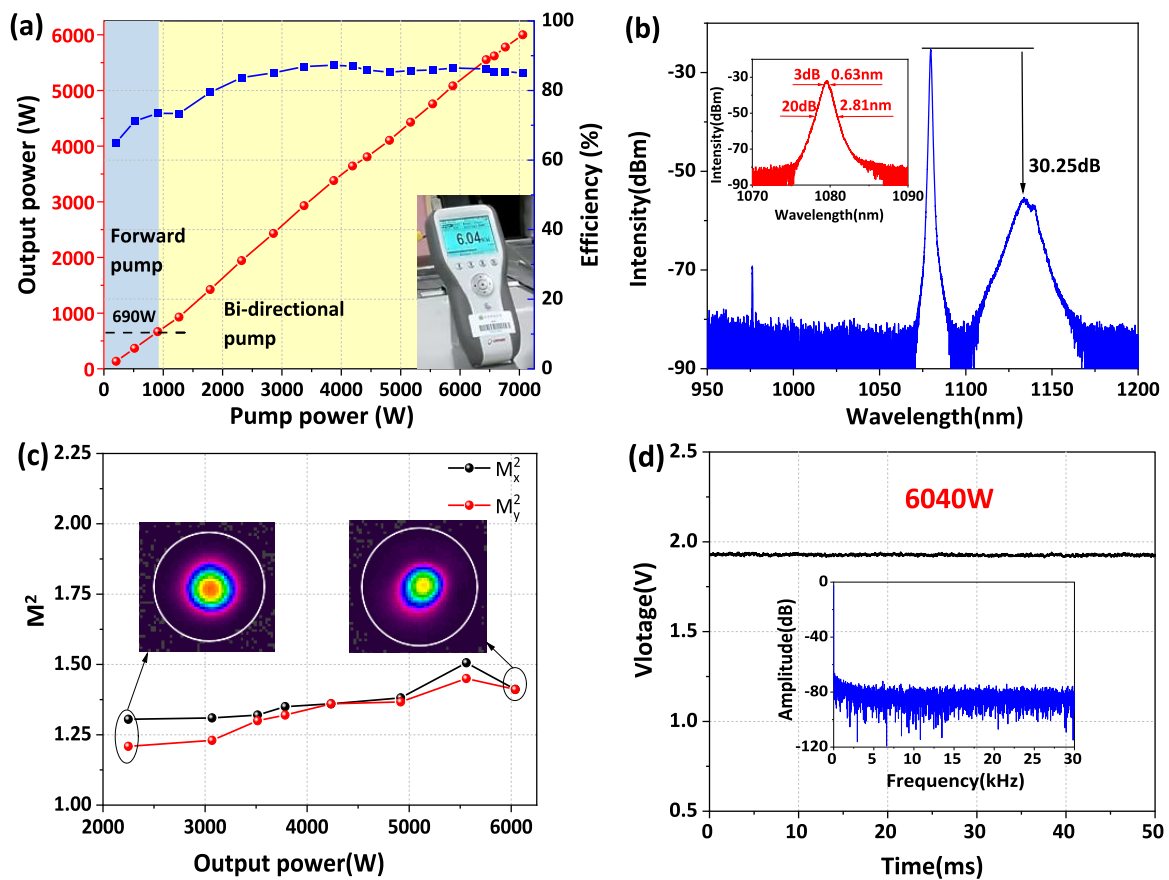 (a)
Output power (W)
6000
5000
4000
3000
2000
1000
0
100
80
60
40
20
0
Efficiency (%)
Forward
pump
690W
Bi-directional
pump
6.04
0 1000 2000 3000 4000 5000 6000 7000
Pump power (W)
(b)
Intensity(dBm)
-30
-50
-70
-90
30.25dB
Intensity(dBm)
-30
-50
-70
-90
3dB 0.63nm
20dB 2.81nm
1070 1080 1090
Wavelength(nm)
950 1000 1050 1100 1150 1200
Wavelength(nm)
(c)
M²
2.25
2.00
1.75
1.50
1.25
1.00
M²x
M²y
2000 3000 4000 5000 6000
Output power(W)
(d)
Vlotage(V)
2.5
2.0
1.5
1.0
0.5
6040W
Amplitude(dB)
0
-40
-80
-120
0 5 10 15 20 25 30
Frequency(kHz)
0 10 20 30 40 50
Time(ms)